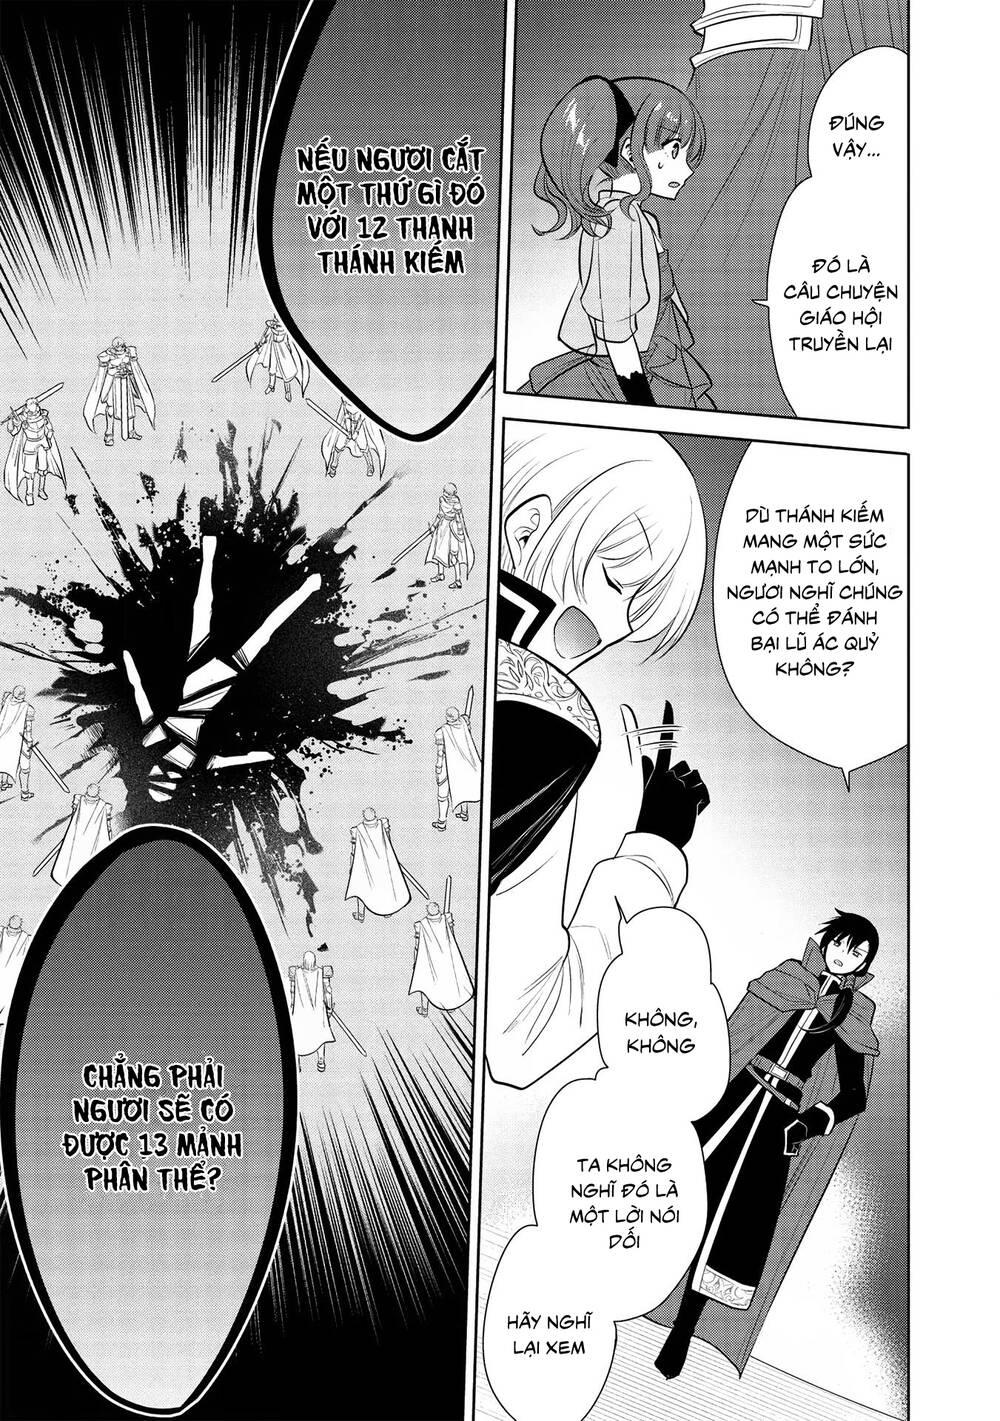 ĐÚNG
VẬY...
ĐÓ LÀ
CÂU CHUYỆN
GIÁO HỘI
TRUYỀN LẠI
DÙ THÁNH KIẾM
MANG MỘT SỨC
MẠNH TO LỚN,
NGƯƠI NGHĨ CHÚNG
CÓ THỂ ĐÁNH
BẠI LŨ ÁC QUỶ
KHÔNG?
KHÔNG,
KHÔNG
TA KHÔNG
NGHĨ ĐÓ LÀ
MỘT LỜI NÓI
DỐI
HÃY NGHĨ
LẠI XEM
NẾU NGƯƠI CẮT
MỘT THỨ GÌ ĐÓ
VỚI 12 THANH
THÁNH KIẾM
CHẲNG PHẢI
NGƯƠI SẼ CÓ
ĐƯỢC 13 MẢNH
PHÂN THỂ?